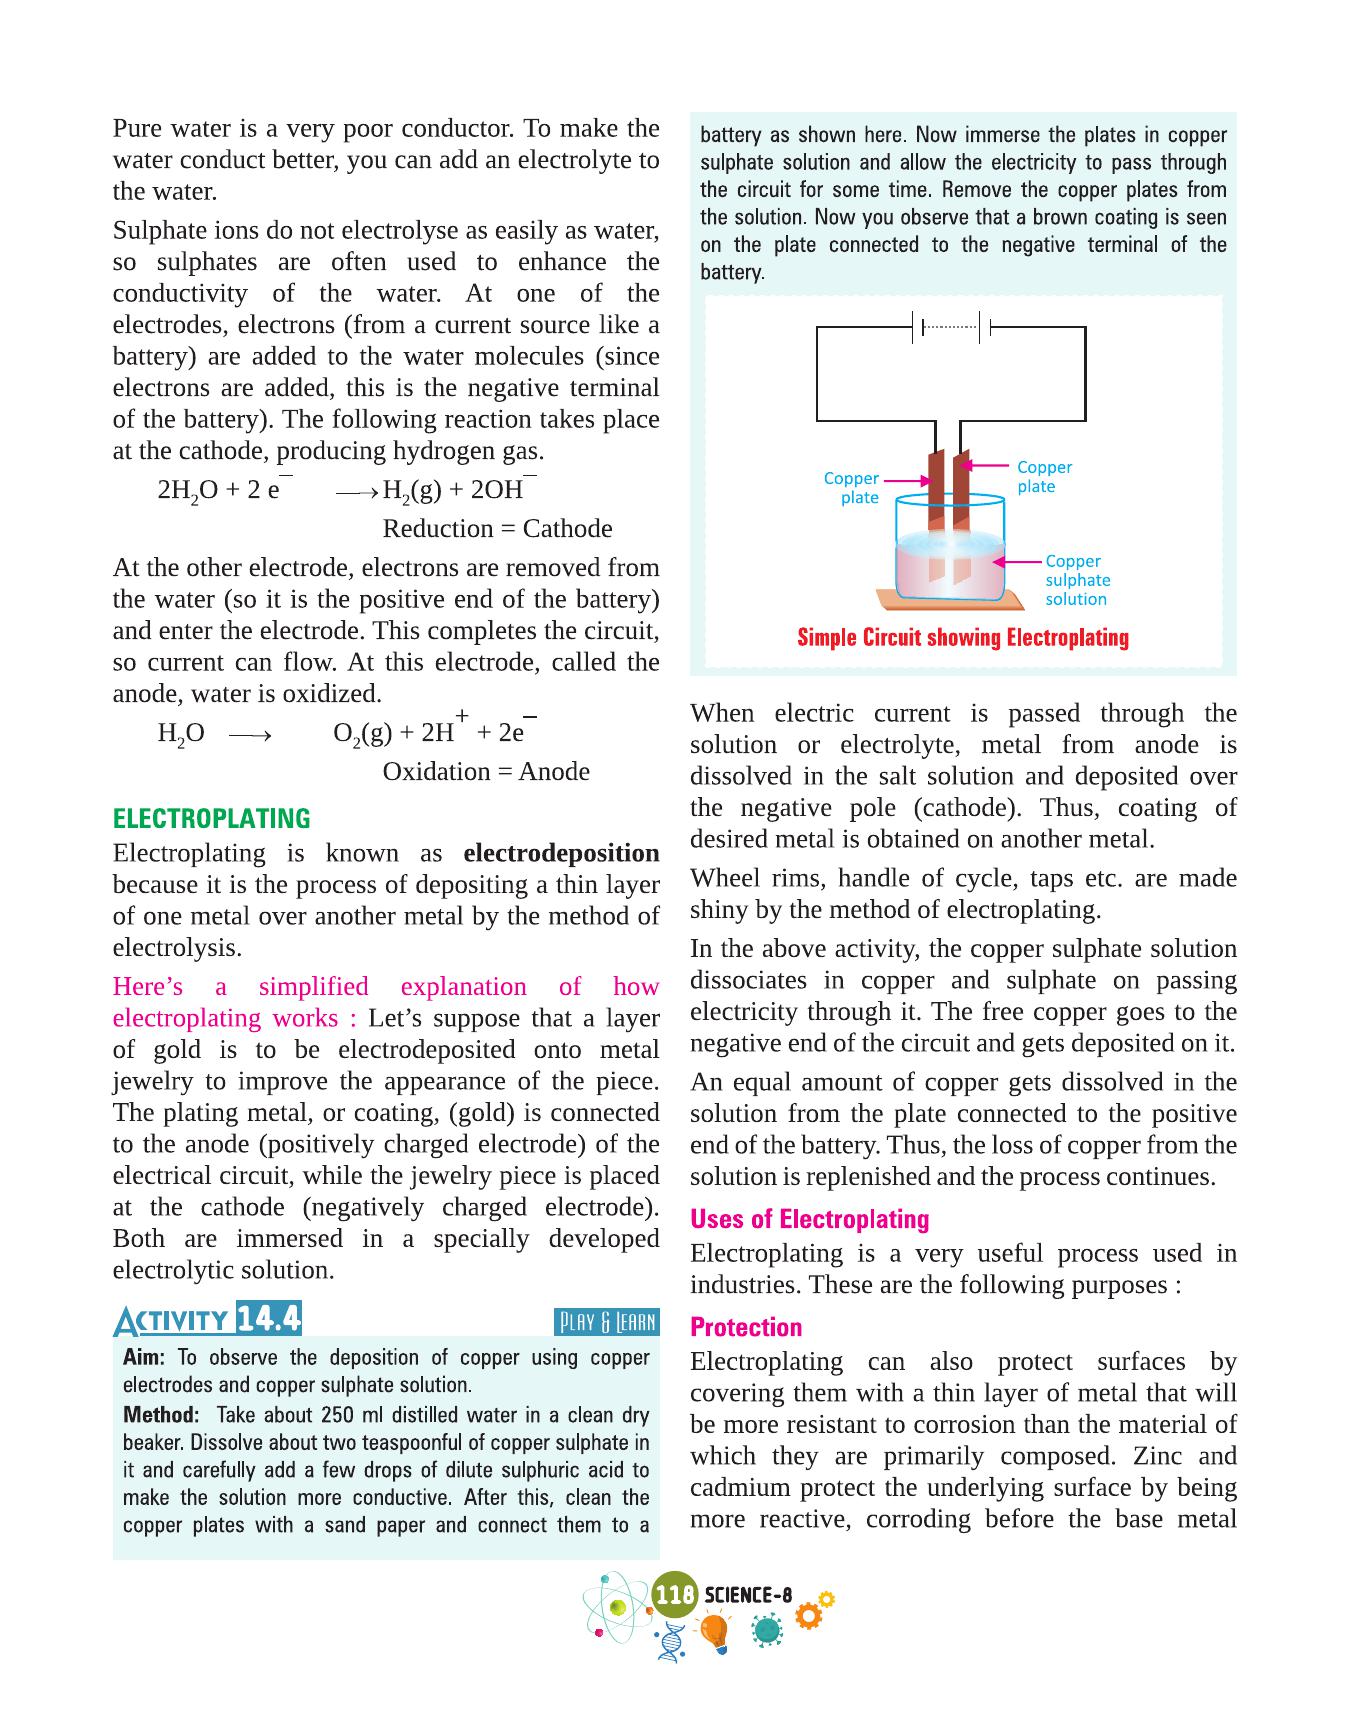 Pure water is a very poor conductor. To make the
water conduct better, you can add an electrolyte to
the water.
Sulphate ions do not electrolyse as easily as water,
so sulphates are often used to enhance the
conductivity of the water. At one of the
electrodes, electrons (from a current source like a
battery) are added to the water molecules (since
electrons are added, this is the negative terminal
of the battery). The following reaction takes place
at the cathode, producing hydrogen gas.
2H₂O + 2 e⁻ ⟶ H₂(g) + 2OH⁻
Reduction = Cathode
At the other electrode, electrons are removed from
the water (so it is the positive end of the battery)
and enter the electrode. This completes the circuit,
so current can flow. At this electrode, called the
anode, water is oxidized.
H₂O ⟶ O₂(g) + 2H⁺ + 2e⁻
Oxidation = Anode
ELECTROPLATING
Electroplating is known as electrodeposition
because it is the process of depositing a thin layer
of one metal over another metal by the method of
electrolysis.
Here's a simplified explanation of how
electroplating works : Let's suppose that a layer
of gold is to be electrodeposited onto metal
jewelry to improve the appearance of the piece.
The plating metal, or coating, (gold) is connected
to the anode (positively charged electrode) of the
electrical circuit, while the jewelry piece is placed
at the cathode (negatively charged electrode).
Both are immersed in a specially developed
electrolytic solution.
ACTIVITY 14.4 PLAY & LEARN
Aim: To observe the deposition of copper using copper
electrodes and copper sulphate solution.
Method: Take about 250 ml distilled water in a clean dry
beaker. Dissolve about two teaspoonful of copper sulphate in
it and carefully add a few drops of dilute sulphuric acid to
make the solution more conductive. After this, clean the
copper plates with a sand paper and connect them to a
battery as shown here. Now immerse the plates in copper
sulphate solution and allow the electricity to pass through
the circuit for some time. Remove the copper plates from
the solution. Now you observe that a brown coating is seen
on the plate connected to the negative terminal of the
battery.
Copper
plate
Copper
plate
Copper
sulphate
solution
Simple Circuit showing Electroplating
When electric current is passed through the
solution or electrolyte, metal from anode is
dissolved in the salt solution and deposited over
the negative pole (cathode). Thus, coating of
desired metal is obtained on another metal.
Wheel rims, handle of cycle, taps etc. are made
shiny by the method of electroplating.
In the above activity, the copper sulphate solution
dissociates in copper and sulphate on passing
electricity through it. The free copper goes to the
negative end of the circuit and gets deposited on it.
An equal amount of copper gets dissolved in the
solution from the plate connected to the positive
end of the battery. Thus, the loss of copper from the
solution is replenished and the process continues.
Uses of Electroplating
Electroplating is a very useful process used in
industries. These are the following purposes :
Protection
Electroplating can also protect surfaces by
covering them with a thin layer of metal that will
be more resistant to corrosion than the material of
which they are primarily composed. Zinc and
cadmium protect the underlying surface by being
more reactive, corroding before the base metal
118 SCIENCE-8